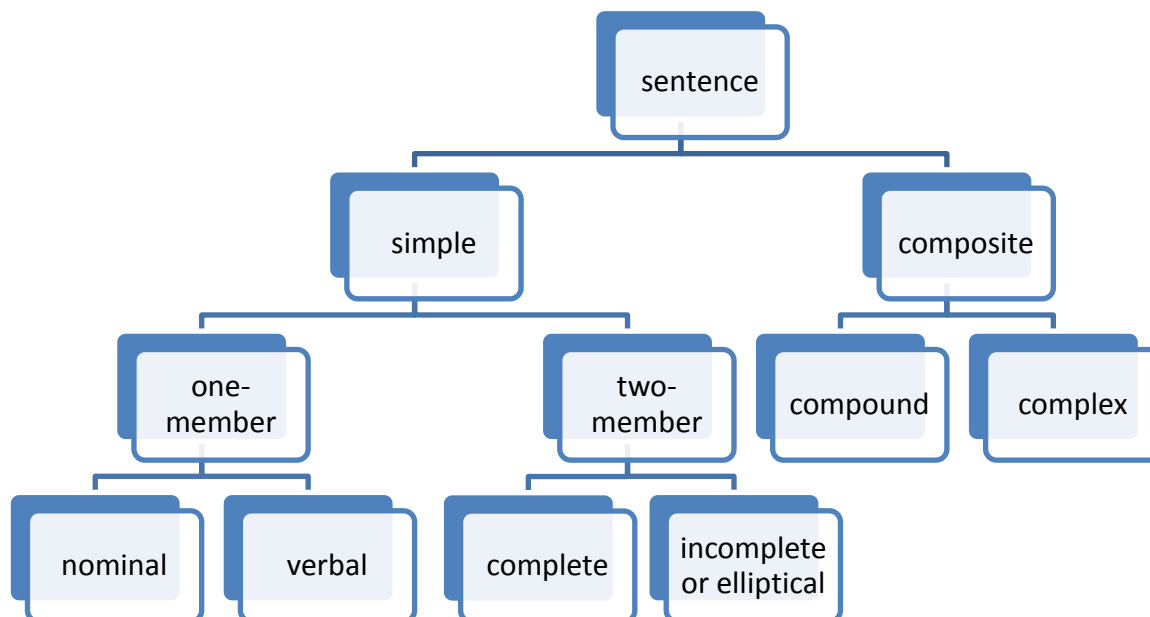 sentence
simple
composite
one-
member
two-
member
compound
complex
nominal
verbal
complete
incomplete
or elliptical